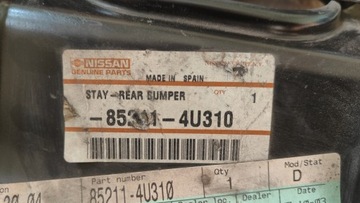 NISSAN
GENUINE PARTS
MADE IN SPAIN
STAY-REAR BUMPER
QTY
1
-85211-4U310
Part number
Qty
Mod/Stat
85211-4U310
1
D
Dealer